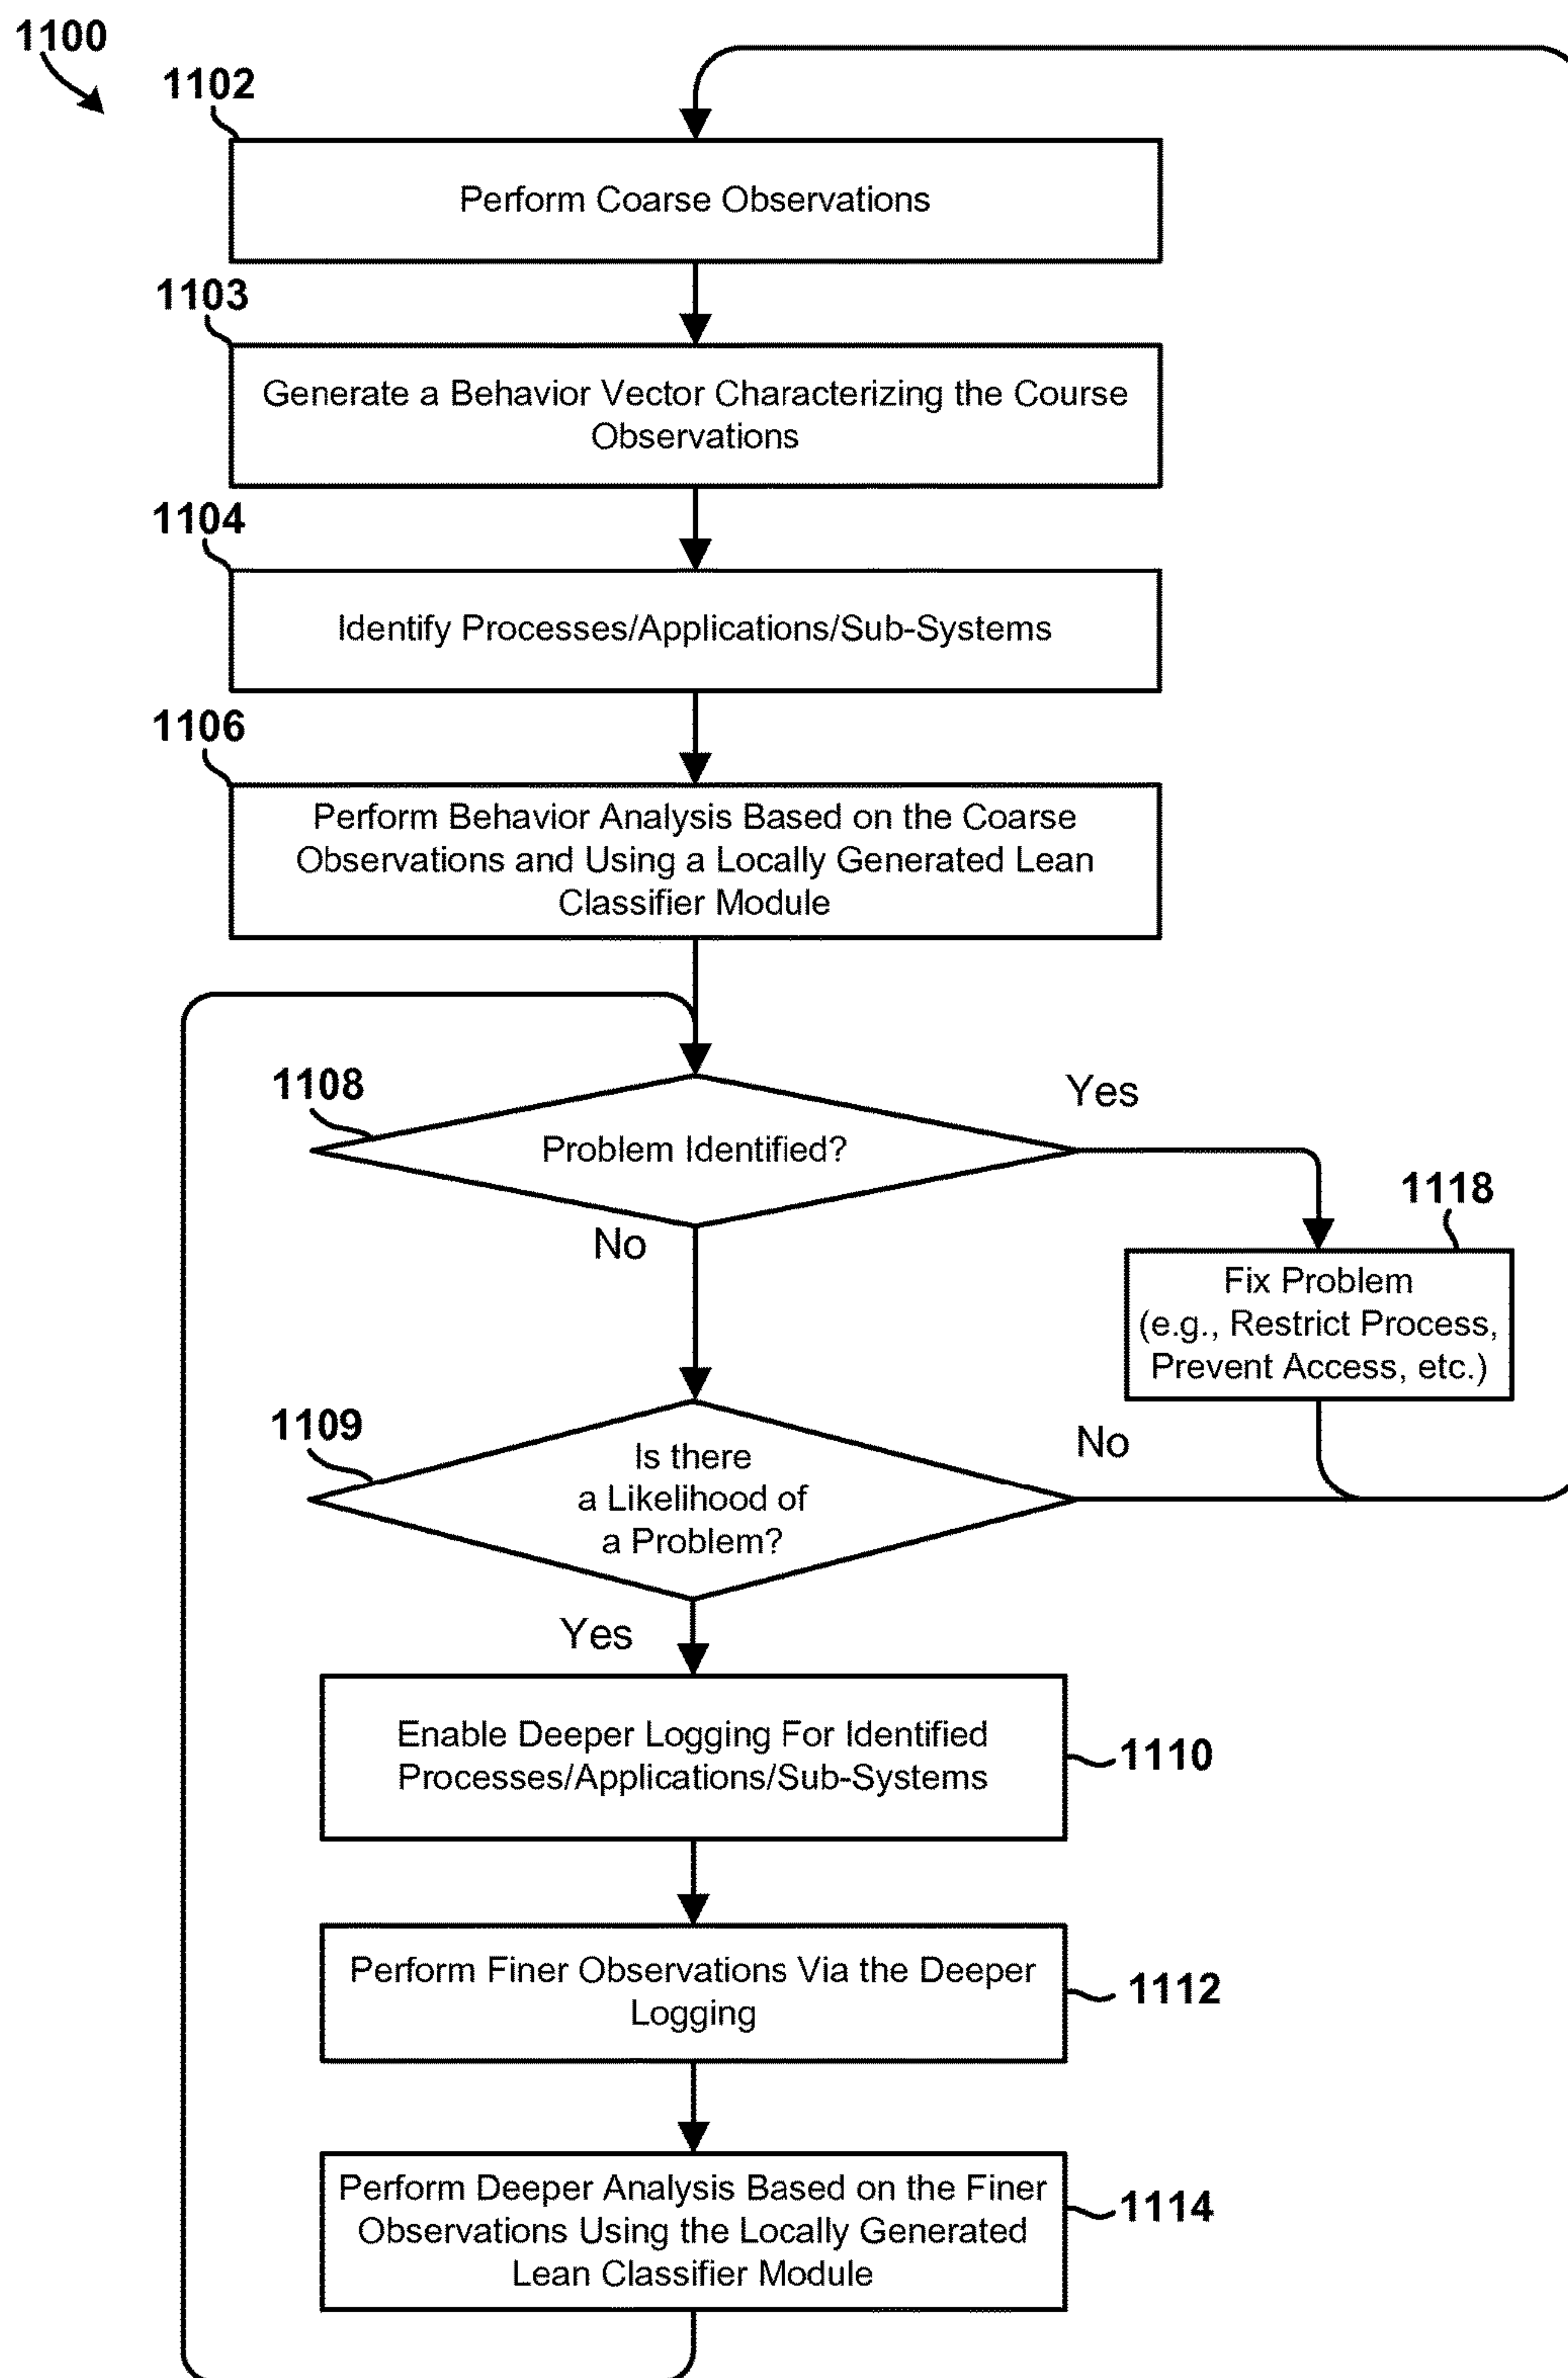 1100
1102
Perform Coarse Observations
1103
Generate a Behavior Vector Characterizing the Course
Observations
1104
Identify Processes/Applications/Sub-Systems
1106
Perform Behavior Analysis Based on the Coarse
Observations and Using a Locally Generated Lean
Classifier Module
1108
Problem Identified?
Yes
No
1118
Fix Problem
(e.g., Restrict Process,
Prevent Access, etc.)
1109
Is there
a Likelihood of
a Problem?
No
Yes
Enable Deeper Logging For Identified
Processes/Applications/Sub-Systems
1110
Perform Finer Observations Via the Deeper
Logging
1112
Perform Deeper Analysis Based on the Finer
Observations Using the Locally Generated
Lean Classifier Module
1114